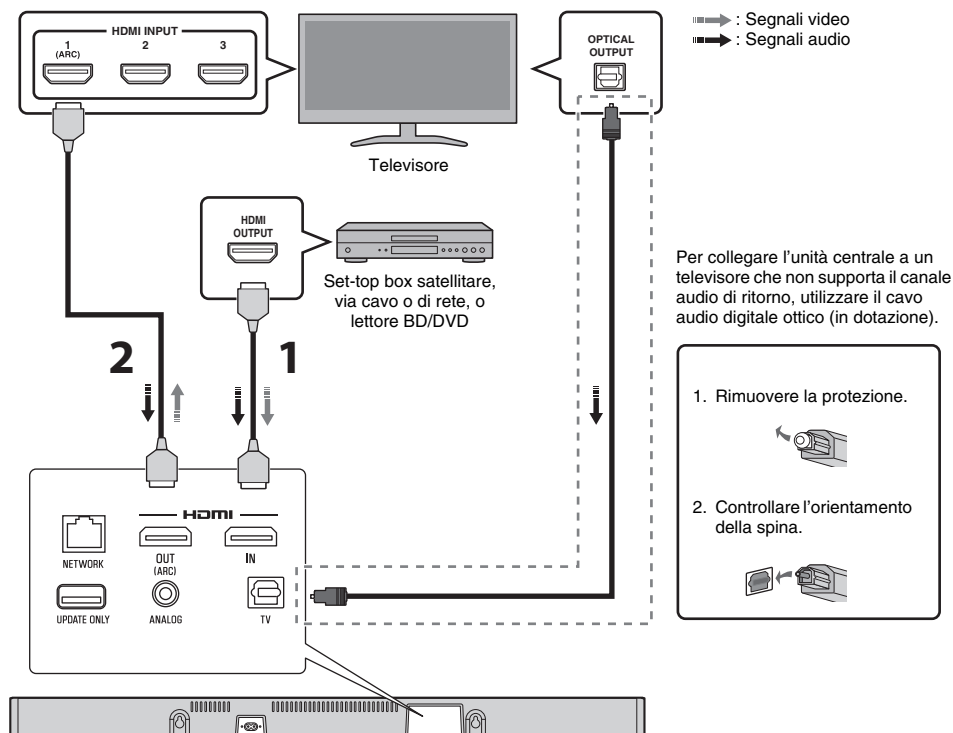 HDMI INPUT
1
(ARC)
2
3
OPTICAL
OUTPUT
: Segnali video
: Segnali audio
Televisore
HDMI
OUTPUT
Set-top box satellitare,
via cavo o di rete, o
lettore BD/DVD
Per collegare l'unità centrale a un
televisore che non supporta il canale
audio di ritorno, utilizzare il cavo
audio digitale ottico (in dotazione).
2
1
1. Rimuovere la protezione.
2. Controllare l'orientamento
della spina.
HDMI
NETWORK
OUT
(ARC)
IN
UPDATE ONLY
ANALOG
TV